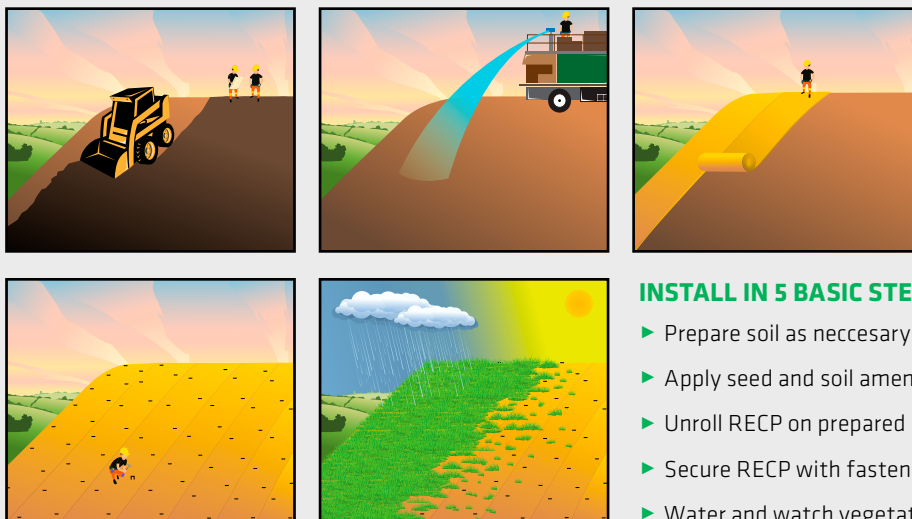 INSTALL IN 5 BASIC STE
▶ Prepare soil as neccesary
▶ Apply seed and soil amen
▶ Unroll RECP on prepared
▶ Secure RECP with fasten
▶ Water and watch vegetat